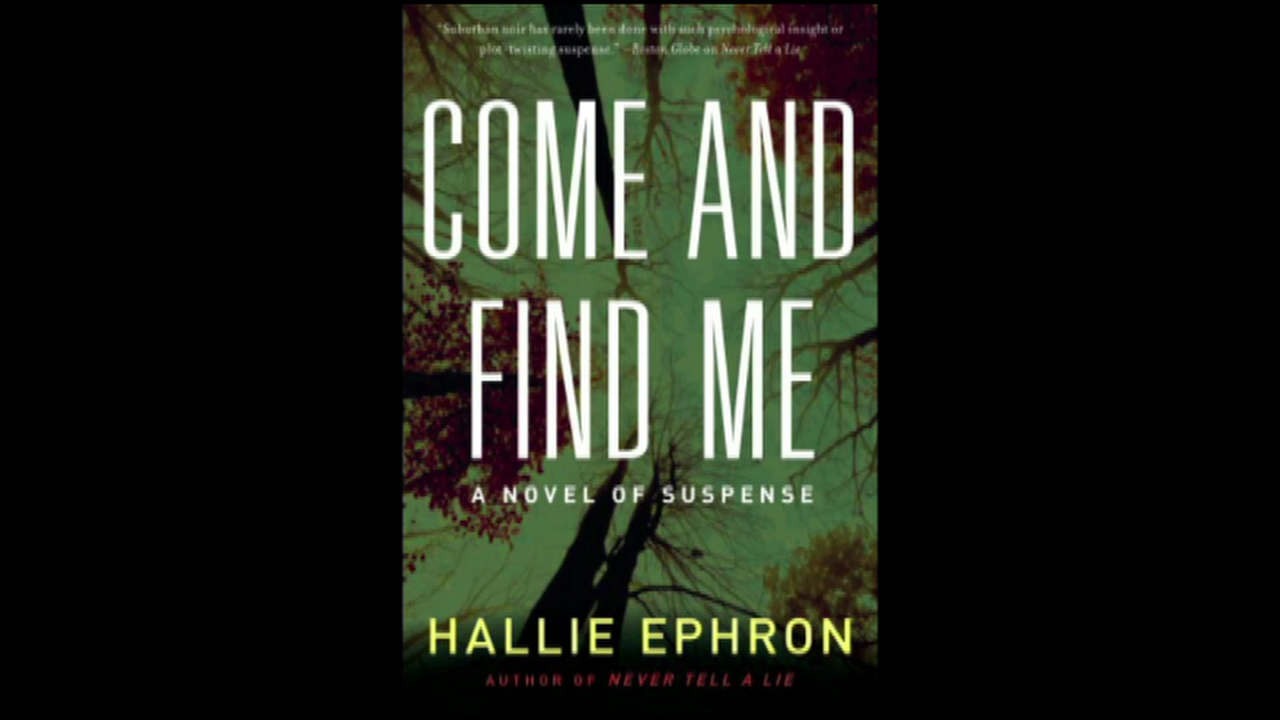 "Suburban noir has rarely been done with such psychological insight or
plot-twisting suspense." —Boston Globe on Never Tell a Lie
COME AND
FIND ME
A NOVEL OF SUSPENSE
HALLIE EPHRON
AUTHOR OF NEVER TELL A LIE